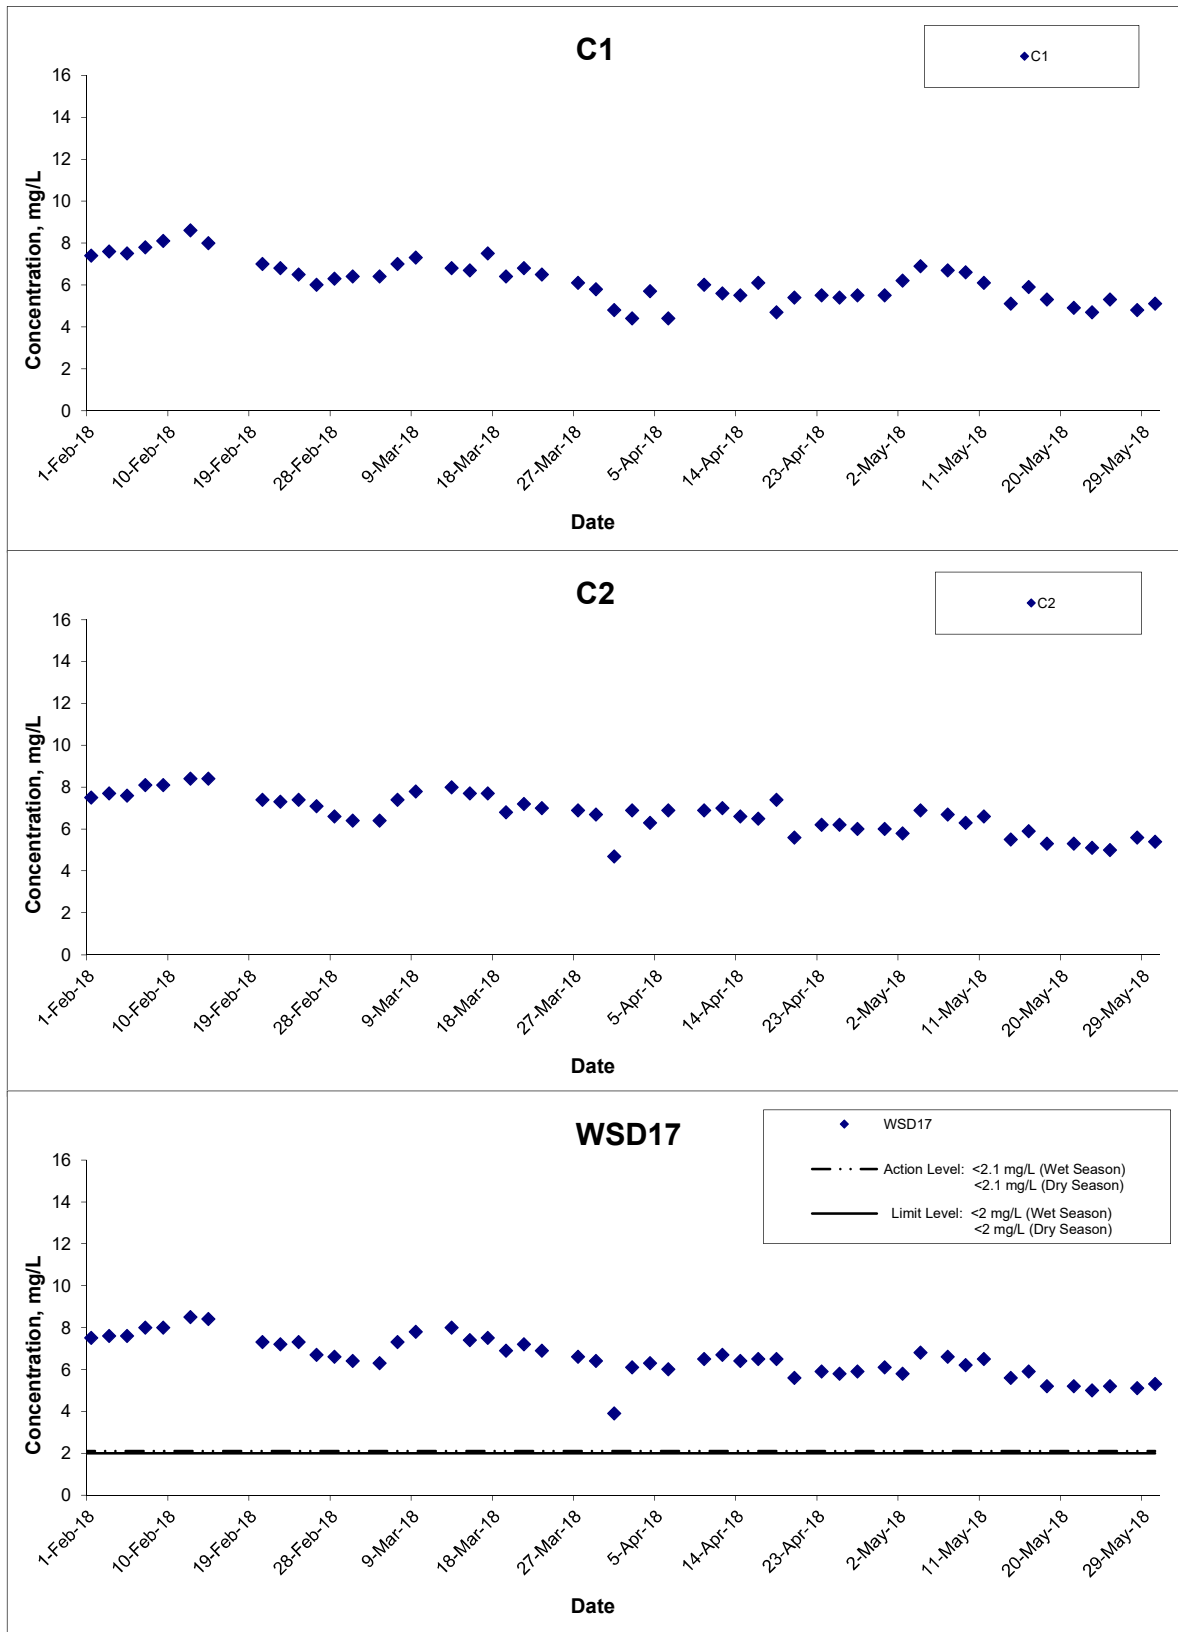 C1
C1
16
14
12
10
8
6
4
2
0
Concentration, mg/L
1-Feb-18
10-Feb-18
19-Feb-18
28-Feb-18
9-Mar-18
18-Mar-18
27-Mar-18
5-Apr-18
14-Apr-18
23-Apr-18
2-May-18
11-May-18
20-May-18
29-May-18
Date
C2
C2
16
14
12
10
8
6
4
2
0
Concentration, mg/L
1-Feb-18
10-Feb-18
19-Feb-18
28-Feb-18
9-Mar-18
18-Mar-18
27-Mar-18
5-Apr-18
14-Apr-18
23-Apr-18
2-May-18
11-May-18
20-May-18
29-May-18
Date
WSD17
WSD17
Action Level: <2.1 mg/L (Wet Season)
<2.1 mg/L (Dry Season)
Limit Level: <2 mg/L (Wet Season)
<2 mg/L (Dry Season)
16
14
12
10
8
6
4
2
0
Concentration, mg/L
1-Feb-18
10-Feb-18
19-Feb-18
28-Feb-18
9-Mar-18
18-Mar-18
27-Mar-18
5-Apr-18
14-Apr-18
23-Apr-18
2-May-18
11-May-18
20-May-18
29-May-18
Date